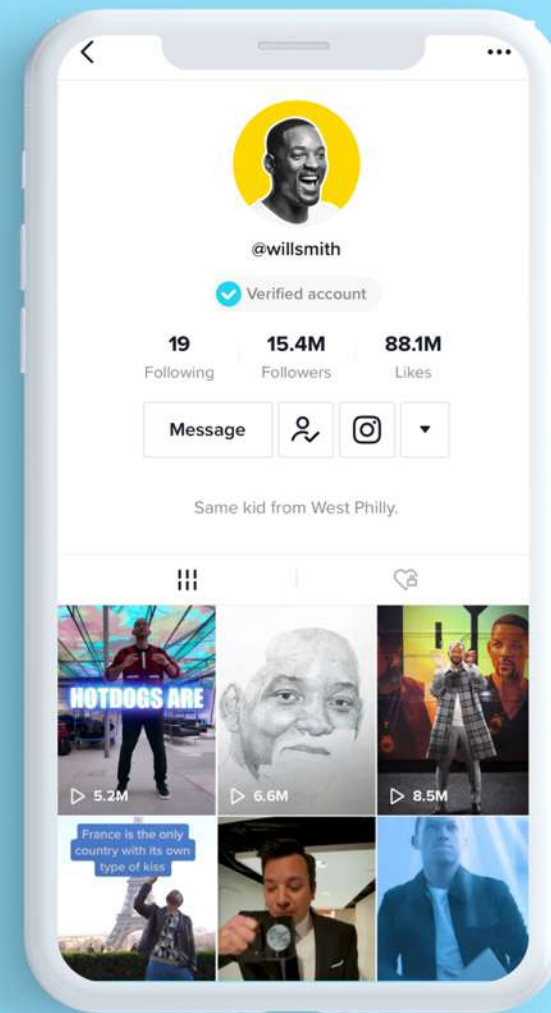 @willsmith
Verified account
19 15.4M 88.1M
Following Followers Likes
Message
Same kid from West Philly.
HOTDOGS ARE
5.2M 6.6M 8.5M
France is the only
country with its own
type of kiss